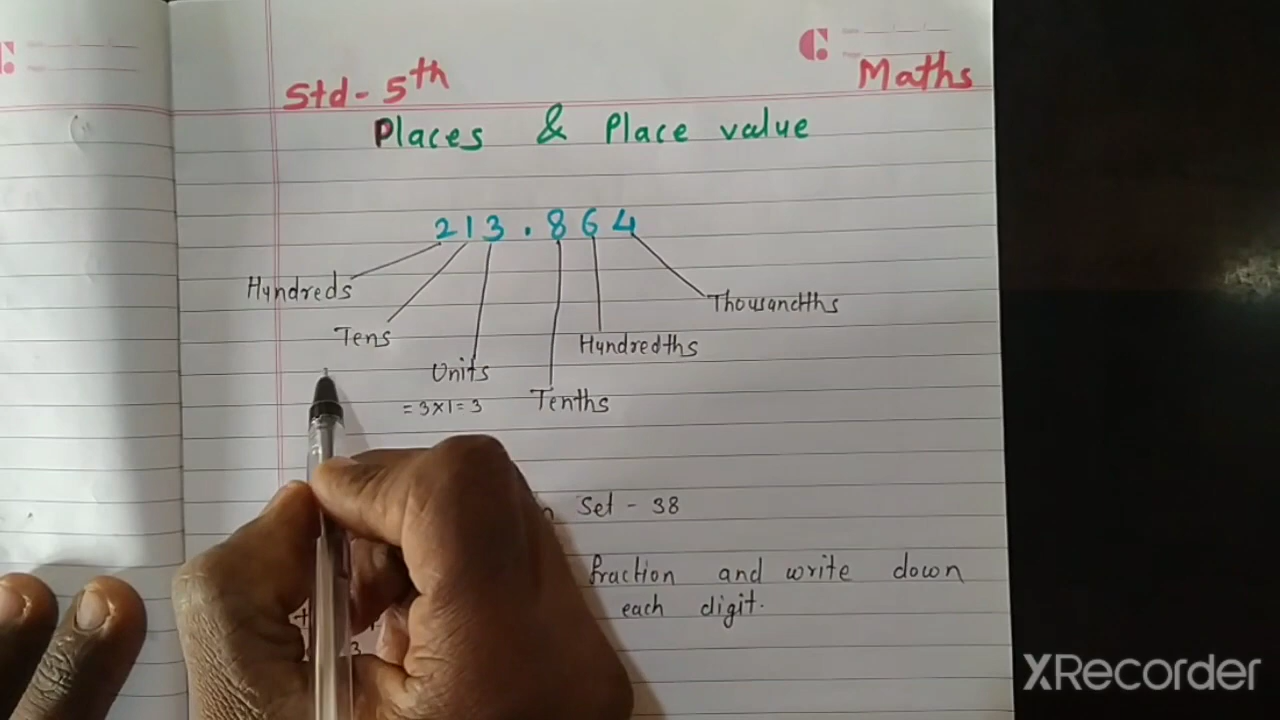 Std - 5th
Maths
Places & Place value
213.864
Hundreds
Thousandths
Tens
Hundredths
Units
Tenths
= 3×1 = 3
Set - 38
fraction and write down
each digit.
3
XRecorder